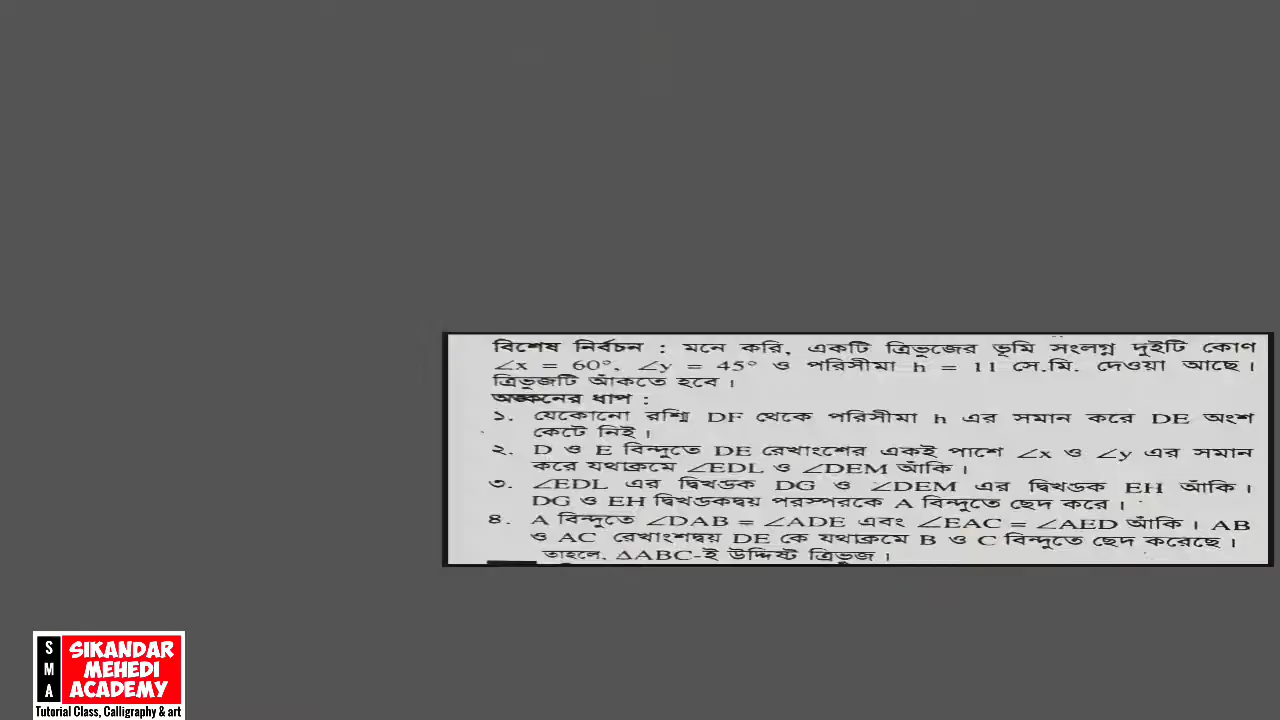 বিশেষ নির্বচন : মনে করি, একটি ত্রিভুজের ভূমি সংলগ্ন দুইটি কোণ
∠x = 60°, ∠y = 45° ও পরিসীমা h = 11 সে.মি. দেওয়া আছে।
ত্রিভুজটি আঁকতে হবে।
অঙ্কনের ধাপ :
১. যেকোনো রশ্মি DF থেকে পরিসীমা h এর সমান করে DE অংশ
কেটে নিই।
২. D ও E বিন্দুতে DE রেখাংশের একই পাশে ∠x ও ∠y এর সমান
করে যথাক্রমে ∠EDL ও ∠DEM আঁকি।
৩. ∠EDL এর দ্বিখণ্ডক DG ও ∠DEM এর দ্বিখণ্ডক EH আঁকি।
DG ও EH দ্বিখণ্ডকদ্বয় পরস্পরকে A বিন্দুতে ছেদ করে।
৪. A বিন্দুতে ∠DAB = ∠ADE এবং ∠EAC = ∠AED আঁকি। AB
ও AC রেখাংশদ্বয় DE কে যথাক্রমে B ও C বিন্দুতে ছেদ করেছে।
তাহলে, ΔABC-ই উদ্দিষ্ট ত্রিভুজ।
S M A
SIKANDAR
MEHEDI
ACADEMY
Tutorial Class, Calligraphy & art